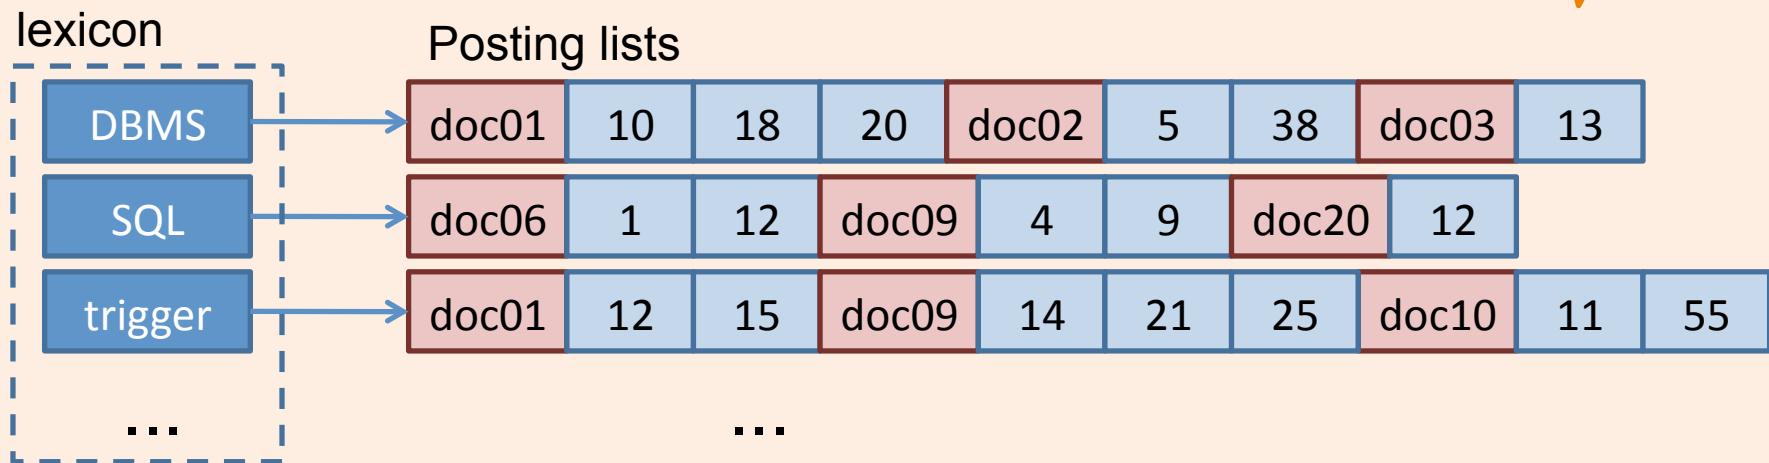 lexicon
Posting lists
DBMS doc01 10 18 20 doc02 5 38 doc03 13
SQL doc06 1 12 doc09 4 9 doc20 12
trigger doc01 12 15 doc09 14 21 25 doc10 11 55
... ...